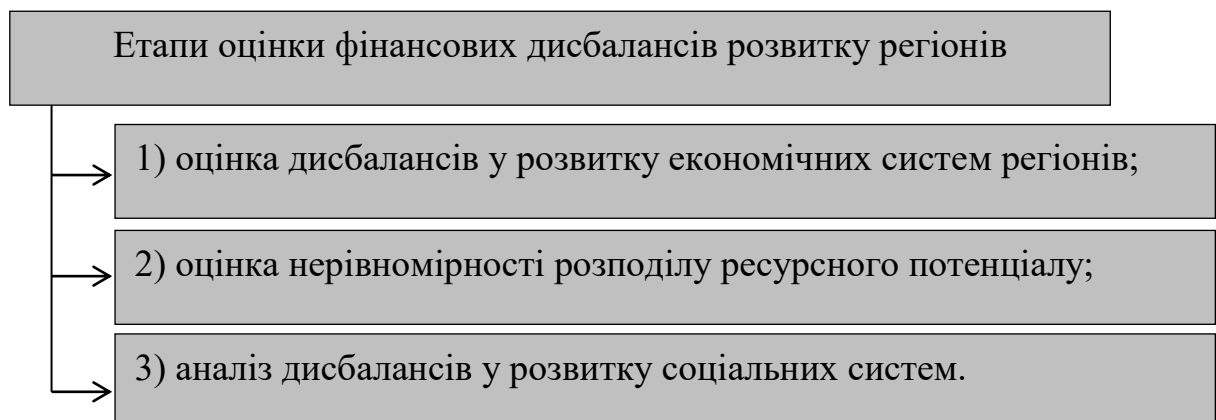 Етапи оцінки фінансових дисбалансів розвитку регіонів
1) оцінка дисбалансів у розвитку економічних систем регіонів;
2) оцінка нерівномірності розподілу ресурсного потенціалу;
3) аналіз дисбалансів у розвитку соціальних систем.